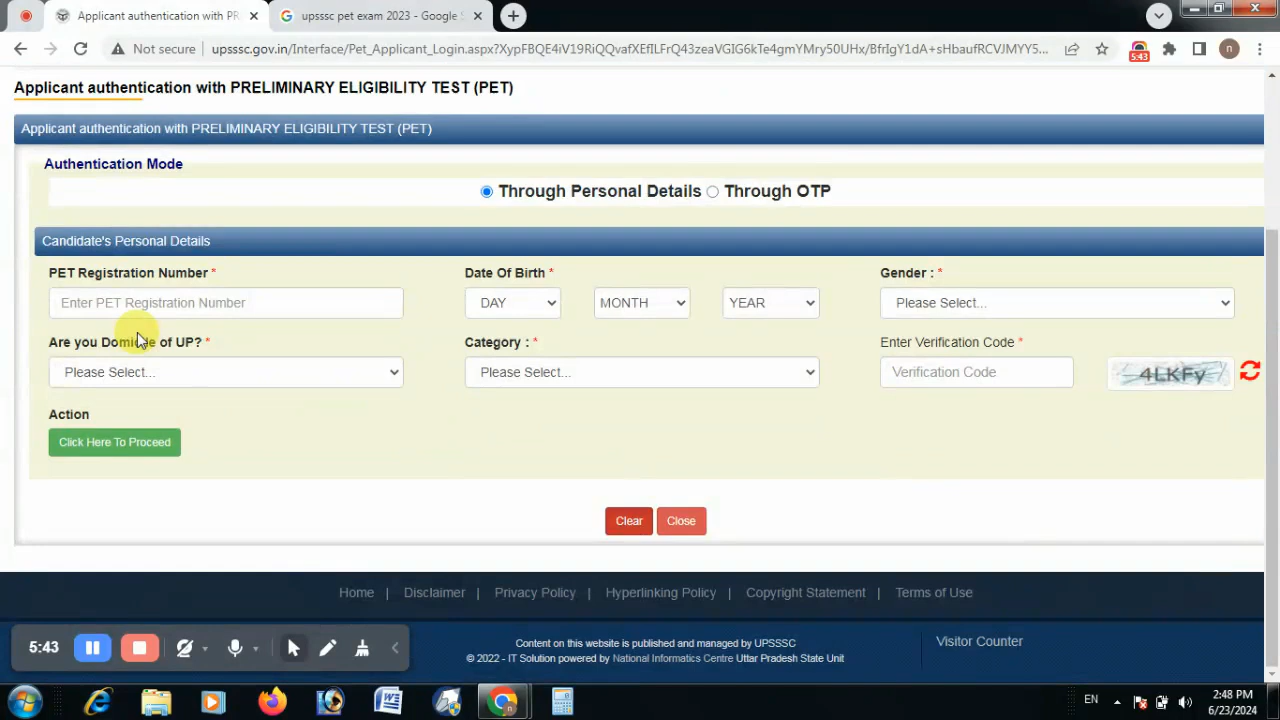 Applicant authentication with PR
upsssc pet exam 2023 - Google S
Not secure
upsssc.gov.in/Interface/Pet_Applicant_Login.aspx?XypFBQE4iV19RiQQvafXEfILFrQ43zeaVGIG6kTe4gmYMry50UHx/BfrIgY1dA+sHbaufRCVJMYY5...
5:43
n
Applicant authentication with PRELIMINARY ELIGIBILITY TEST (PET)
Applicant authentication with PRELIMINARY ELIGIBILITY TEST (PET)
Authentication Mode
Through Personal Details Through OTP
Candidate's Personal Details
PET Registration Number * Date Of Birth * Gender : *
Enter PET Registration Number DAY MONTH YEAR Please Select...
Are you Domicile of UP? * Category : * Enter Verification Code *
Please Select... Please Select... Verification Code 4LKFy
Action
Click Here To Proceed
Clear Close
Home | Disclaimer | Privacy Policy | Hyperlinking Policy | Copyright Statement | Terms of Use
5:43
Content on this website is published and managed by UPSSSC
© 2022 - IT Solution powered by National Informatics Centre Uttar Pradesh State Unit
Visitor Counter
EN
2:48 PM
6/23/2024